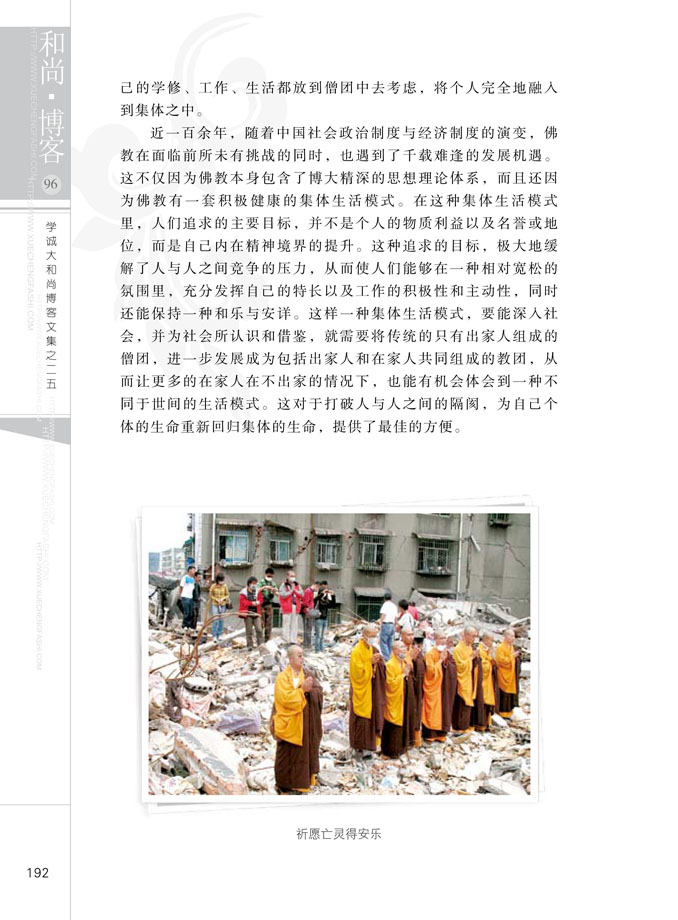 和尚·博客
96
学诚大和尚博客文集之二五
己的学修、工作、生活都放到僧团中去考虑，将个人完全地融入
到集体之中。
近一百余年，随着中国社会政治制度与经济制度的演变，佛
教在面临前所未有挑战的同时，也遇到了千载难逢的发展机遇。
这不仅因为佛教本身包含了博大精深的思想理论体系，而且还因
为佛教有一套积极健康的集体生活模式。在这种集体生活模式
里，人们追求的主要目标，并不是个人的物质利益以及名誉或地
位，而是自己内在精神境界的提升。这种追求的目标，极大地缓
解了人与人之间竞争的压力，从而使人们能够在一种相对宽松的
氛围里，充分发挥自己的特长以及工作的积极性和主动性，同时
还能保持一种和乐与安详。这样一种集体生活模式，要能深入社
会，并为社会所认识和借鉴，就需要将传统的只有出家人组成的
僧团，进一步发展成为包括出家人和在家人共同组成的教团，从
而让更多的在家人在不出家的情况下，也能有机会体会到一种不
同于世间的生活模式。这对于打破人与人之间的隔阂，为自己个
体的生命重新回归集体的生命，提供了最佳的方便。
祈愿亡灵得安乐
192